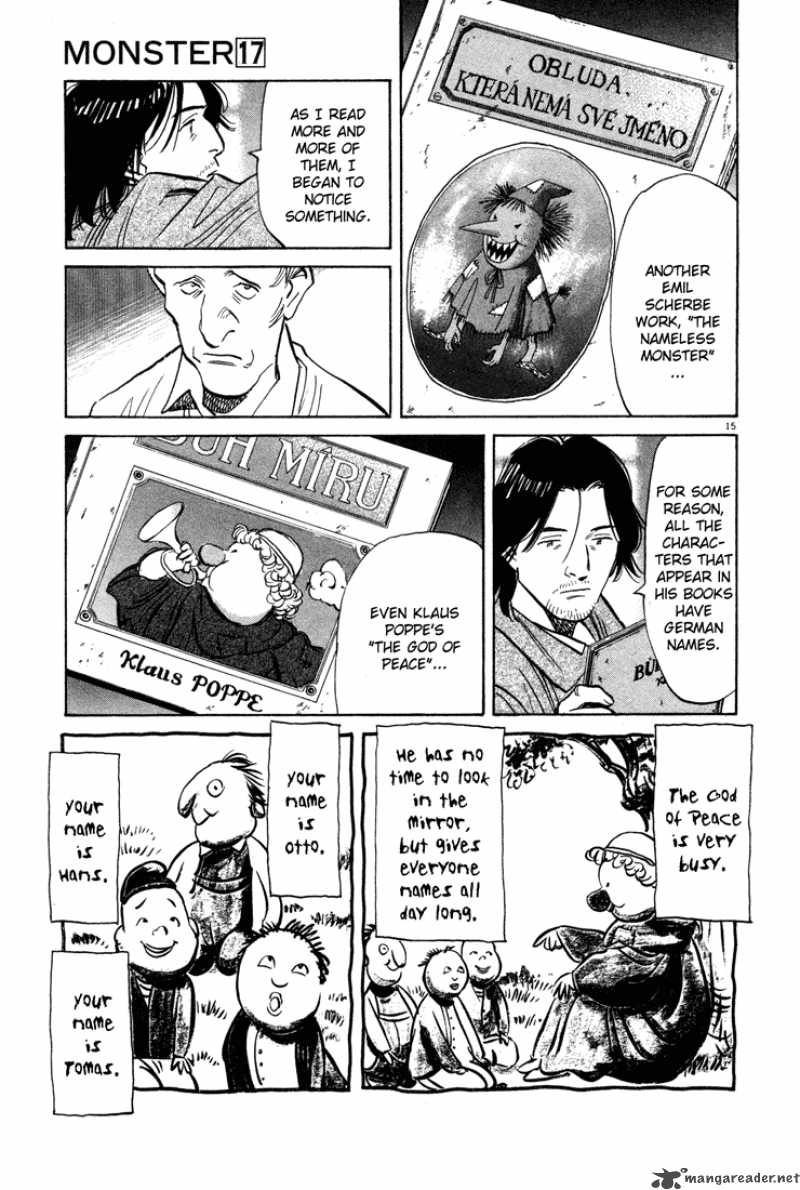 MONSTER 17
OBLUDA,
KTERÁ NEMÁ SVÉ JMÉNO
ANOTHER
EMIL
SCHERBE
WORK, "THE
NAMELESS
MONSTER"
...
AS I READ
MORE AND
MORE OF
THEM, I
BEGAN TO
NOTICE
SOMETHING.
15
FOR SOME
REASON,
ALL THE
CHARAC-
TERS THAT
APPEAR IN
HIS BOOKS
HAVE
GERMAN
NAMES.
BŮH MÍRU
Klaus POPPE
EVEN KLAUS
POPPE'S
"THE GOD OF
PEACE"...
The God
of Peace
is very
busy.
He has no
time to look
in the
mirror,
but gives
everyone
names all
day long.
Your
name
is
Otto.
Your
name
is
Hans.
Your
name
is
Tomas.
mangareader.net